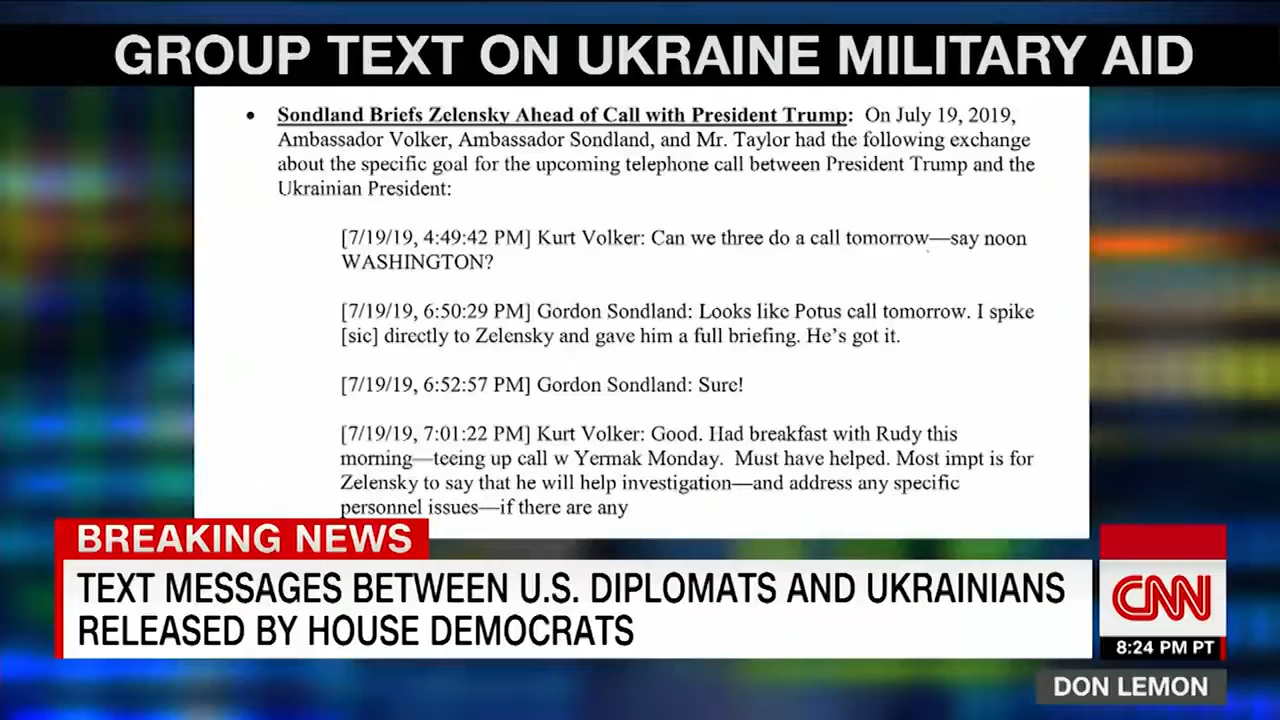 GROUP TEXT ON UKRAINE MILITARY AID
• Sondland Briefs Zelensky Ahead of Call with President Trump: On July 19, 2019,
Ambassador Volker, Ambassador Sondland, and Mr. Taylor had the following exchange
about the specific goal for the upcoming telephone call between President Trump and the
Ukrainian President:
[7/19/19, 4:49:42 PM] Kurt Volker: Can we three do a call tomorrow—say noon
WASHINGTON?
[7/19/19, 6:50:29 PM] Gordon Sondland: Looks like Potus call tomorrow. I spike
[sic] directly to Zelensky and gave him a full briefing. He's got it.
[7/19/19, 6:52:57 PM] Gordon Sondland: Sure!
[7/19/19, 7:01:22 PM] Kurt Volker: Good. Had breakfast with Rudy this
morning—teeing up call w Yermak Monday. Must have helped. Most impt is for
Zelensky to say that he will help investigation—and address any specific
personnel issues—if there are any
BREAKING NEWS
TEXT MESSAGES BETWEEN U.S. DIPLOMATS AND UKRAINIANS
RELEASED BY HOUSE DEMOCRATS
CNN
8:24 PM PT
DON LEMON